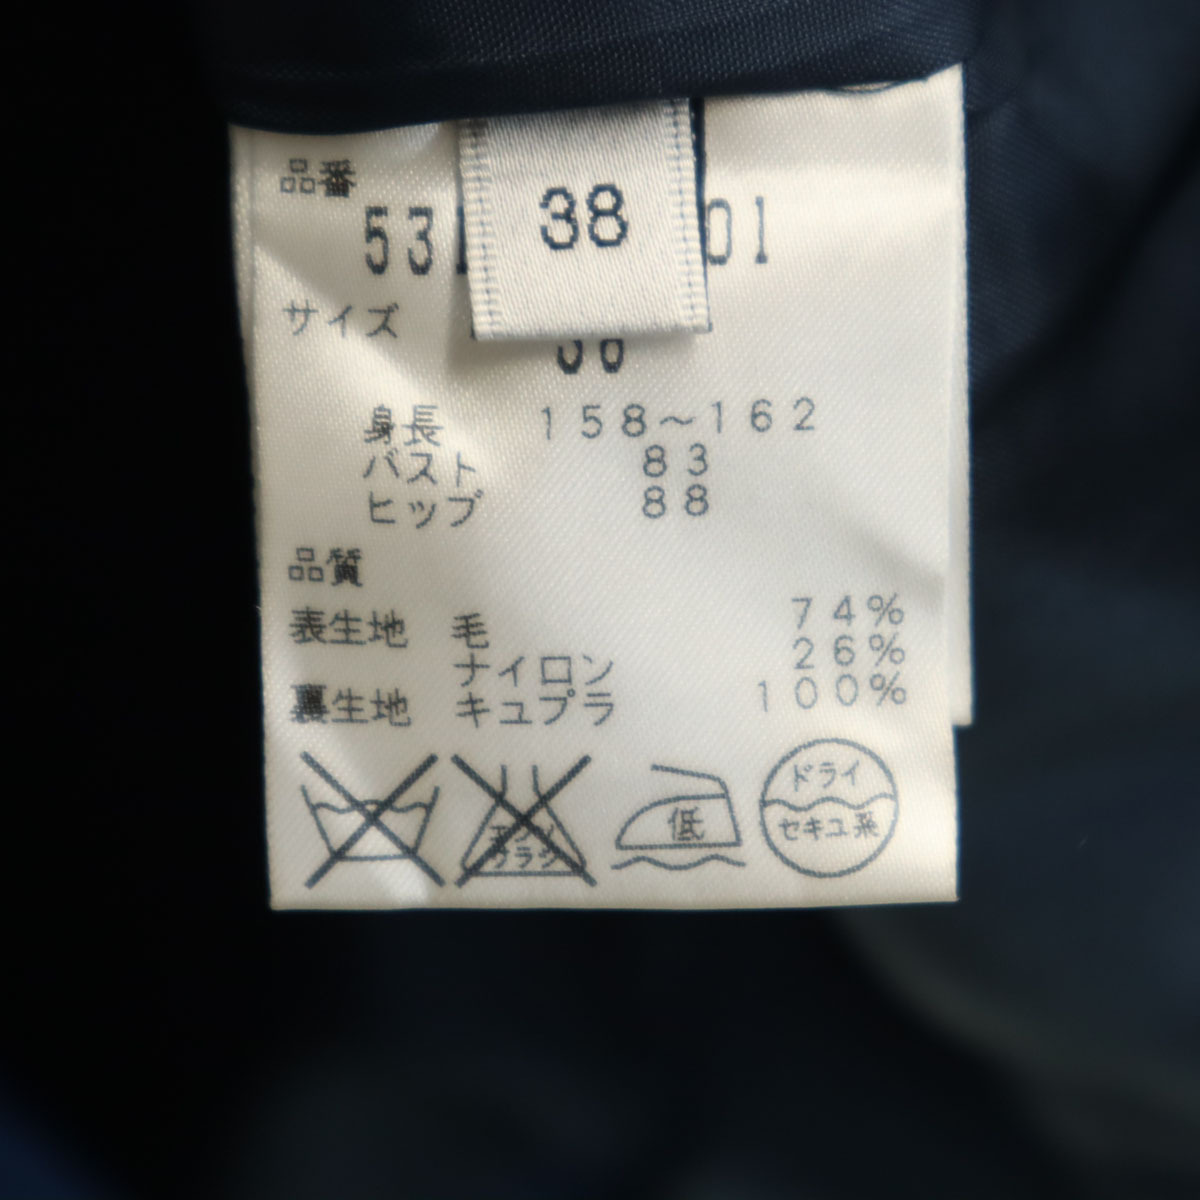 品番
38
531 01
サイズ
身長 158~162
バスト 83
ヒップ 88
品質
表生地 毛 74%
ナイロン 26%
裏生地 キュプラ 100%
低
ドライ
セキユ系